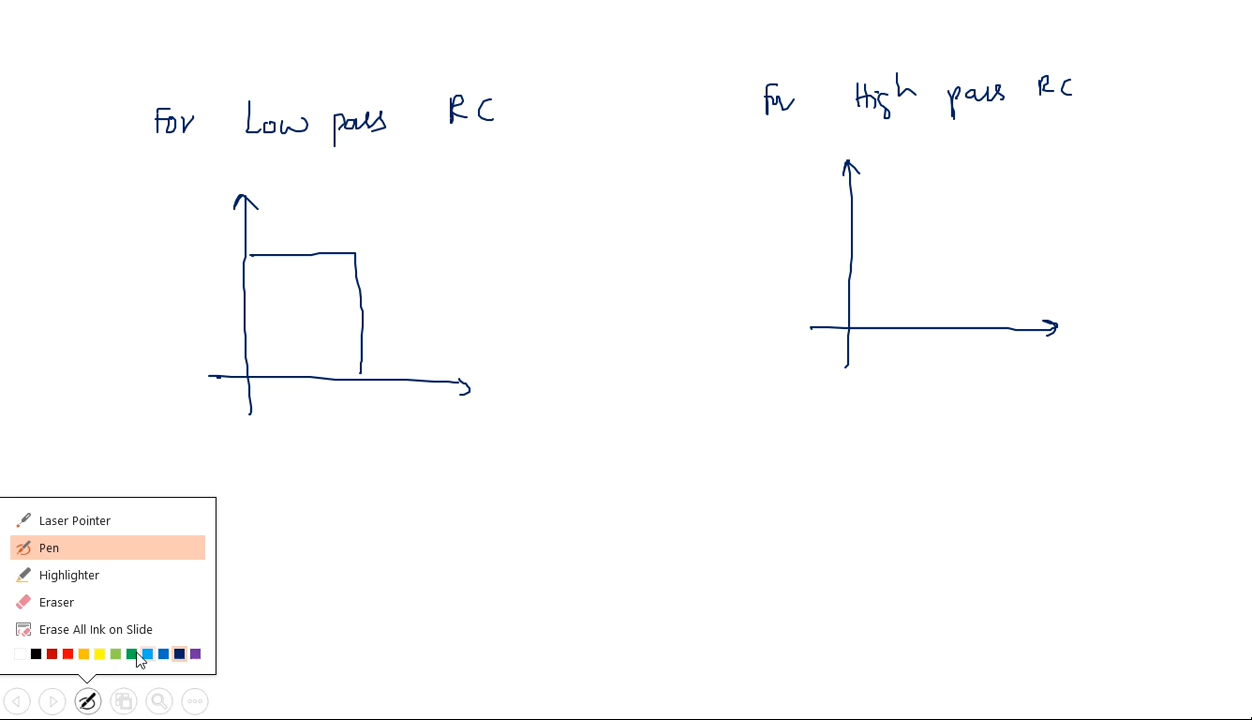 For Low pass RC
For High pass RC
Laser Pointer
Pen
Highlighter
Eraser
Erase All Ink on Slide